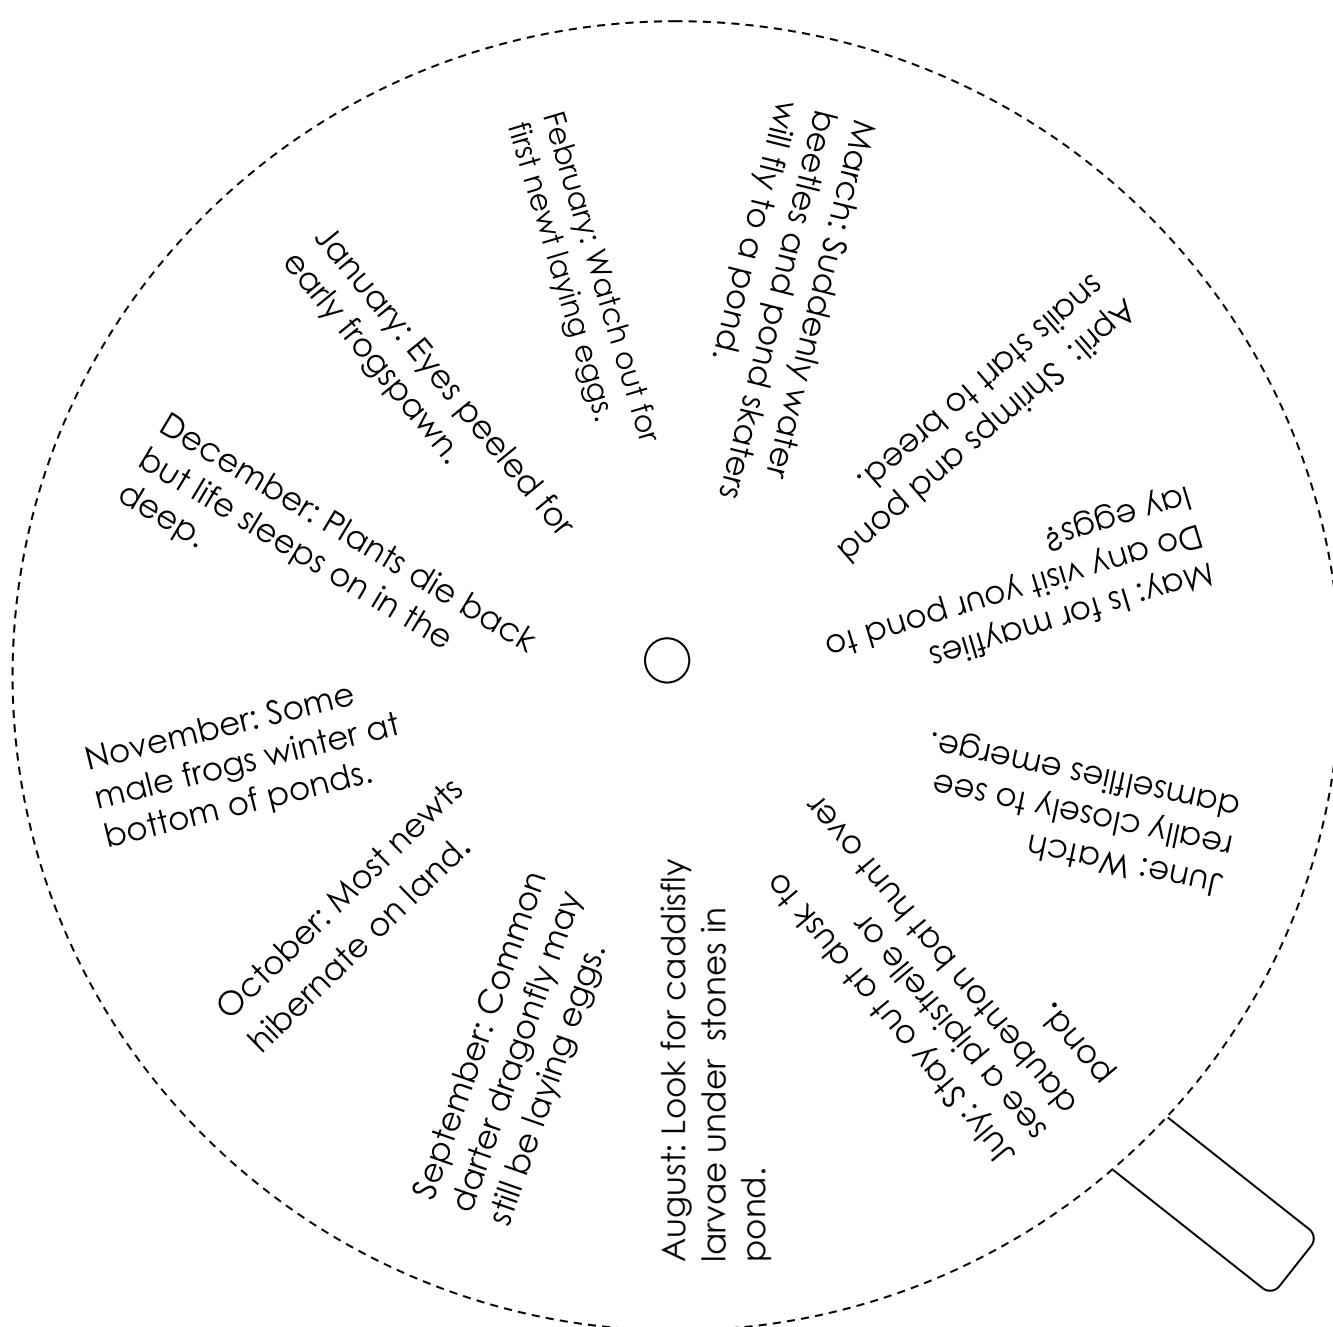 January: Eyes peeled for
early frogspawn.
February: Watch out for
first newt laying eggs.
March: Suddenly water
beetles and pond skaters
will fly to a pond.
April:  Shrimps and pond
snails start to breed.
May: Is for mayflies
Do any visit your pond to
lay eggs?
June: Watch
really closely to see
damselflies emerge.
July: Stay out at dusk to
see a pipistrelle or
daubenton bat hunt over
pond.
August: Look for caddisfly
larvae under  stones in
pond.
September: Common
darter dragonfly may
still be laying eggs.
October: Most newts
hibernate on land.
November: Some
male frogs winter at
bottom of ponds.
December: Plants die back
but life sleeps on in the
deep.